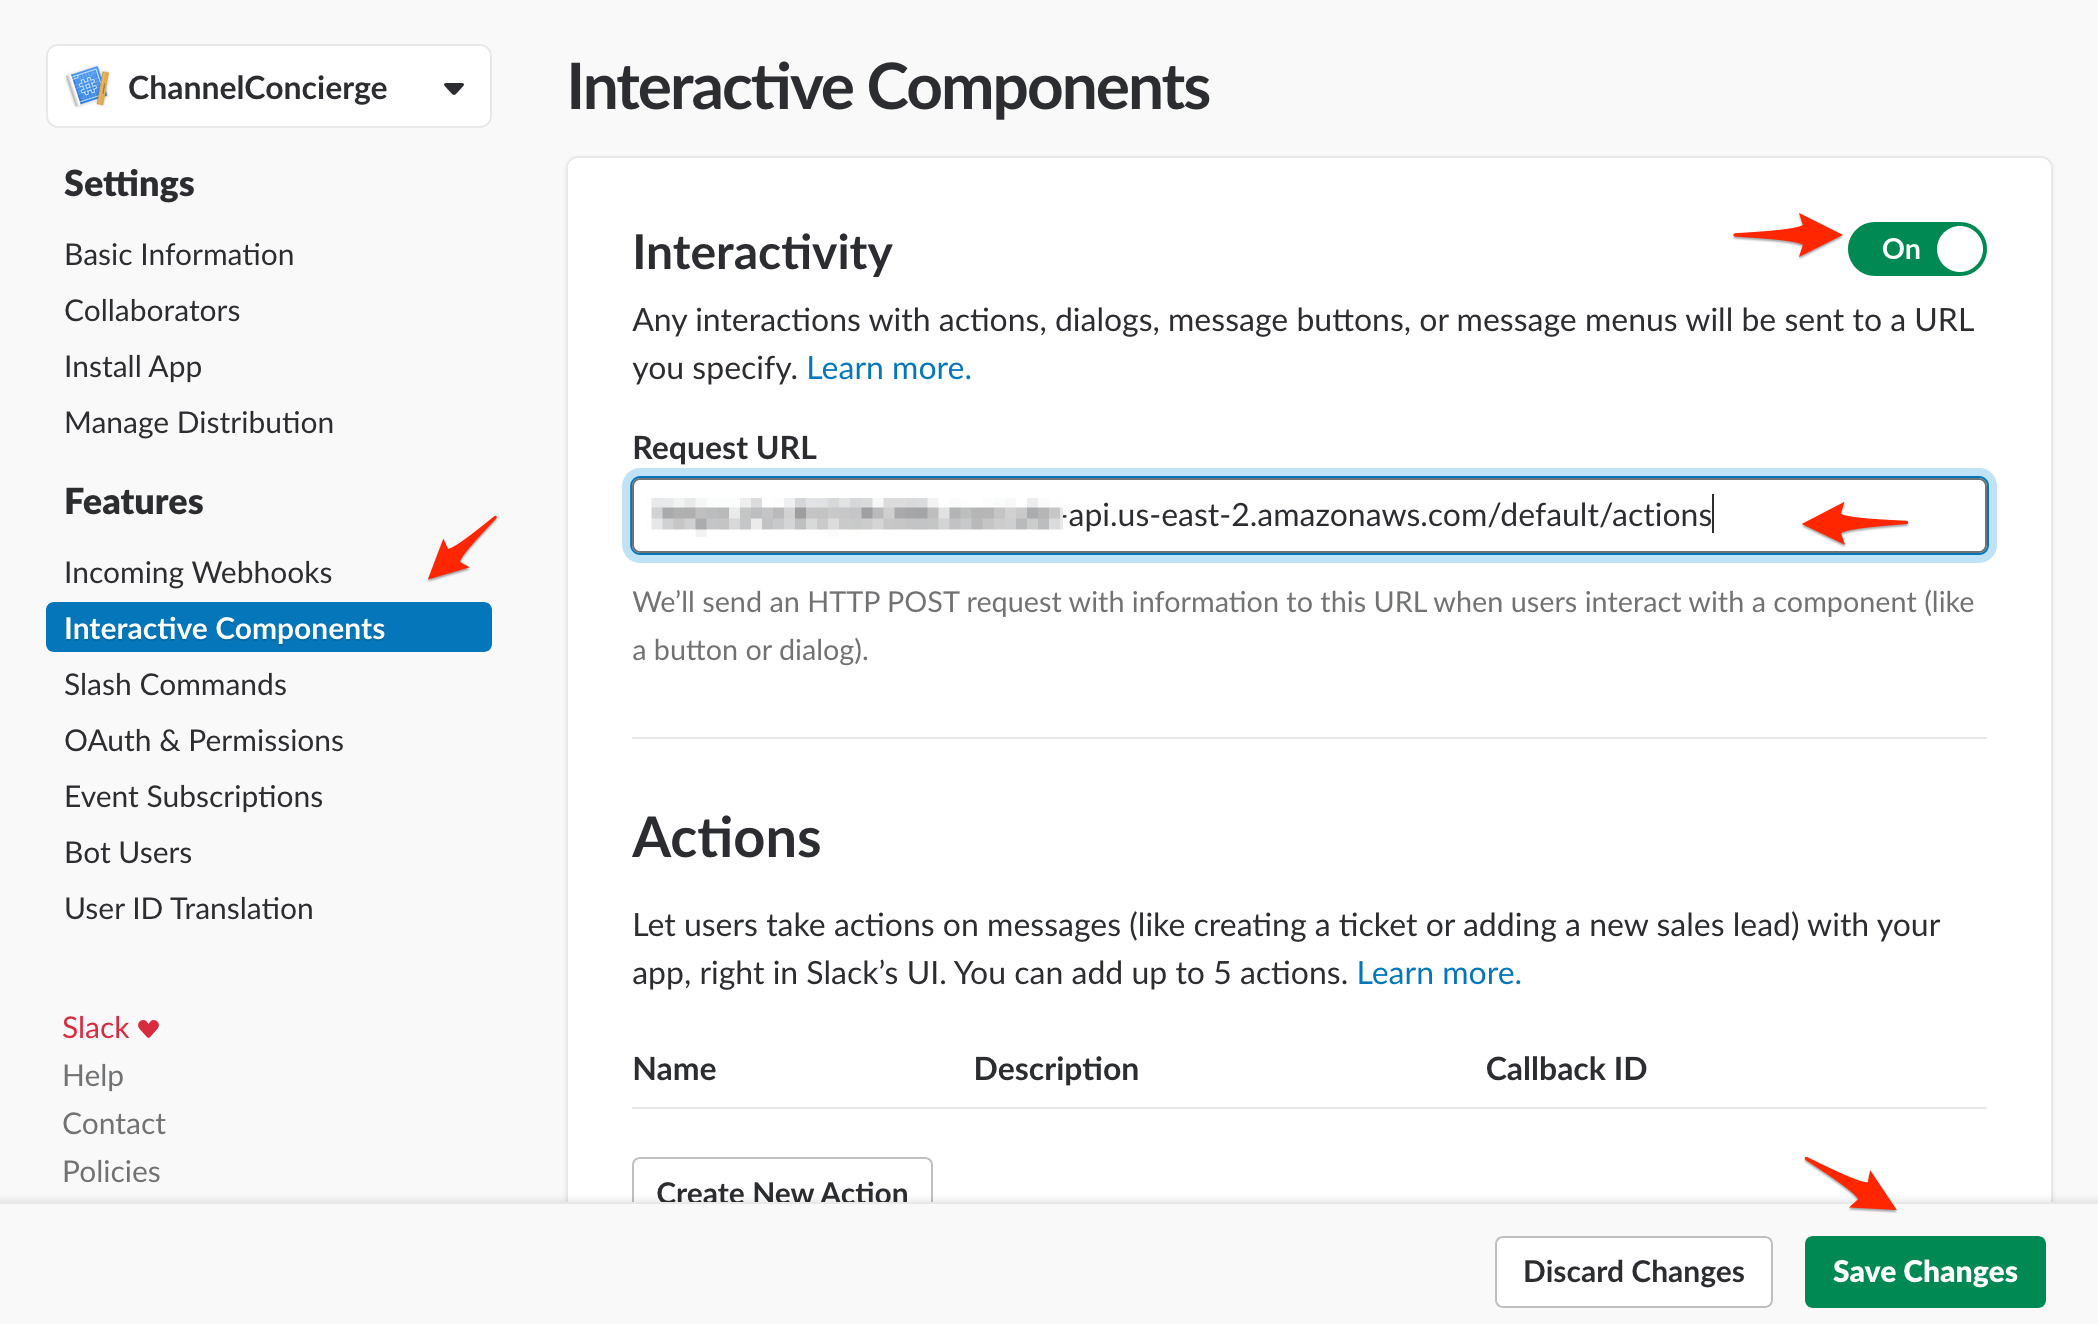 ChannelConcierge
Settings
Basic Information
Collaborators
Install App
Manage Distribution
Features
Incoming Webhooks
Interactive Components
Slash Commands
OAuth & Permissions
Event Subscriptions
Bot Users
User ID Translation
Slack
Help
Contact
Policies
Interactive Components
Interactivity
On
Any interactions with actions, dialogs, message buttons, or message menus will be sent to a URL
you specify. Learn more.
Request URL
-api.us-east-2.amazonaws.com/default/actions
We’ll send an HTTP POST request with information to this URL when users interact with a component (like
a button or dialog).
Actions
Let users take actions on messages (like creating a ticket or adding a new sales lead) with your
app, right in Slack’s UI. You can add up to 5 actions. Learn more.
Name Description Callback ID
Create New Action
Discard Changes Save Changes